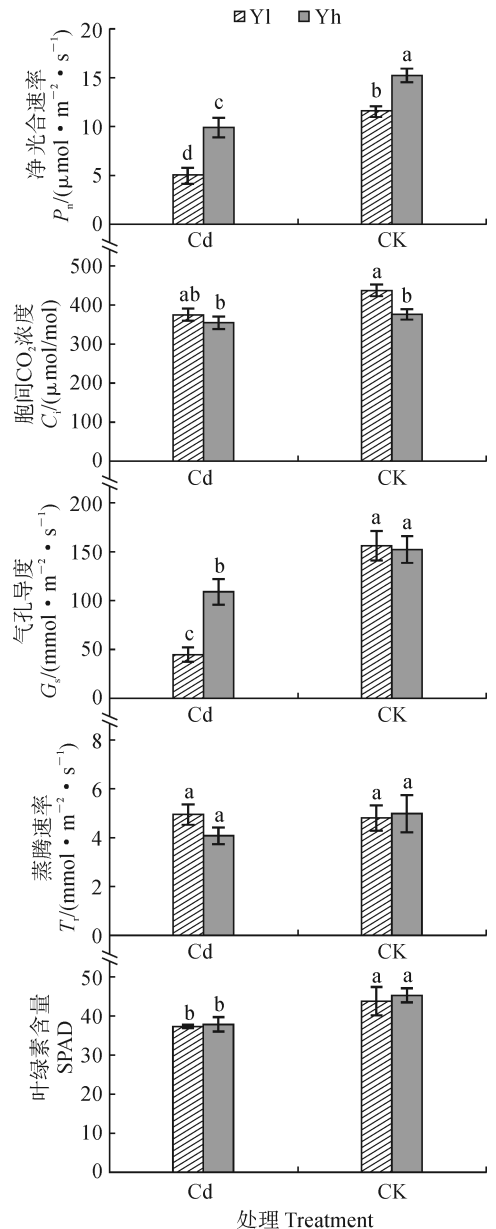 Yl Yh
净光合速率
Pn/(μmol·m⁻²·s⁻¹)
20
15
10
5
0
d
c
b
a
Cd CK
胞间CO₂浓度
Ci/(μmol/mol)
500
400
300
200
100
0
ab
b
a
b
Cd CK
气孔导度
Gs/(mmol·m⁻²·s⁻¹)
200
150
100
50
0
c
b
a
a
Cd CK
蒸腾速率
Tr/(mmol·m⁻²·s⁻¹)
8
6
4
2
0
a
a
a
a
Cd CK
叶绿素含量
SPAD
50
40
30
20
10
0
b
b
a
a
Cd CK
处理 Treatment